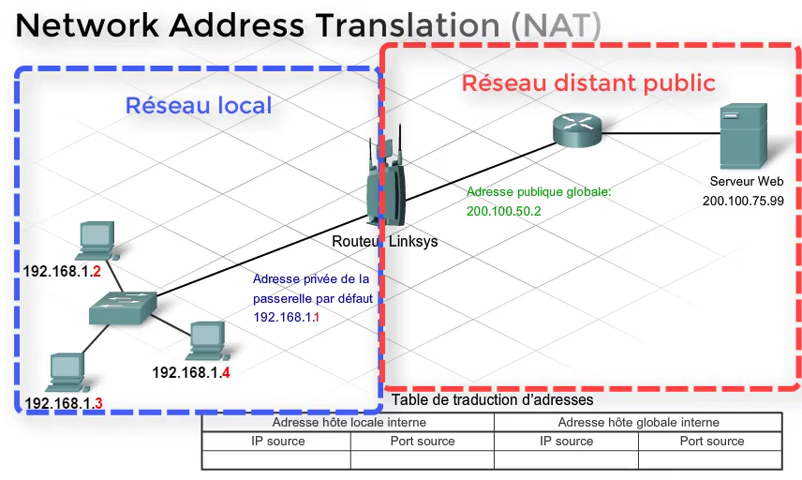 Network Address Translation (NAT)
Réseau local
Réseau distant public
Serveur Web
200.100.75.99
Adresse publique globale:
200.100.50.2
Routeur Linksys
192.168.1.2
Adresse privée de la
passerelle par défaut
192.168.1.1
192.168.1.4
192.168.1.3
Table de traduction d'adresses
Adresse hôte locale interne
Adresse hôte globale interne
IP source
Port source
IP source
Port source